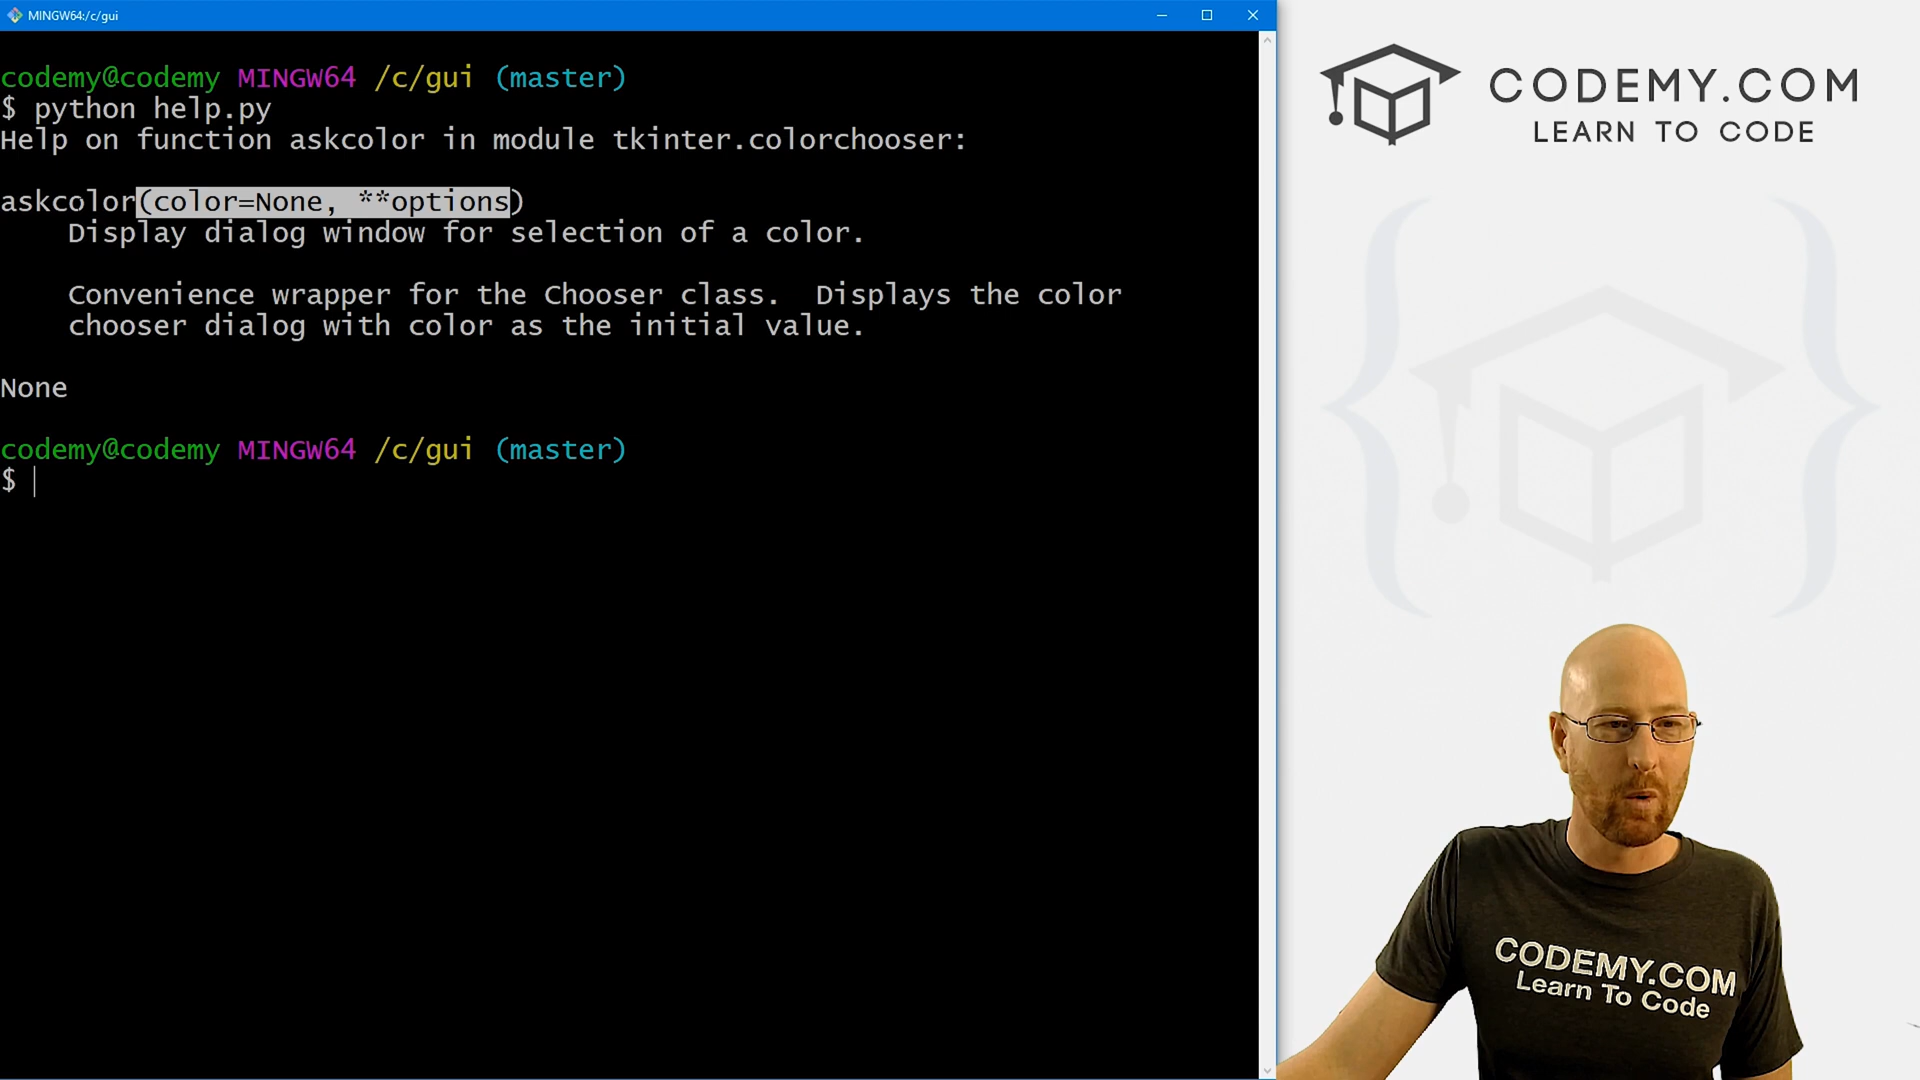 MINGW64:/c/gui
codemy@codemy MINGW64 /c/gui (master)
$ python help.py
Help on function askcolor in module tkinter.colorchooser:
askcolor(color=None, **options)
Display dialog window for selection of a color.
Convenience wrapper for the Chooser class.  Displays the color
chooser dialog with color as the initial value.
None
codemy@codemy MINGW64 /c/gui (master)
$
CODEMY.COM
LEARN TO CODE
CODEMY.COM
Learn To Code